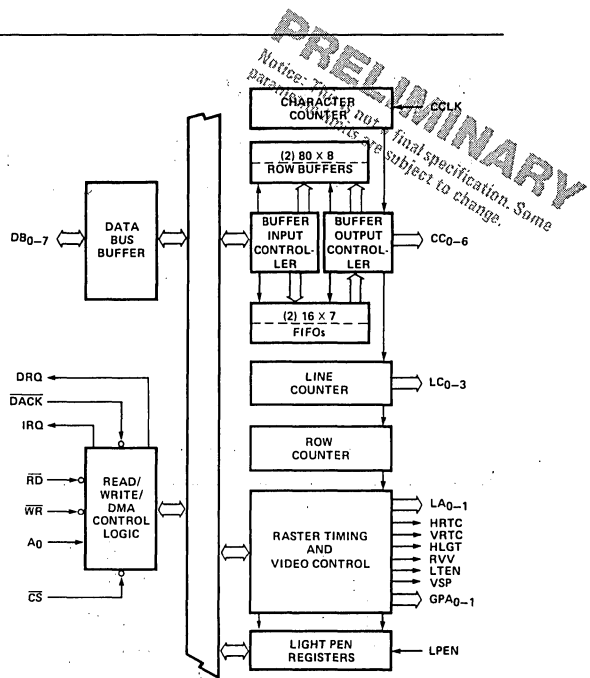 PRELIMINARY
Notice: This is not a final specification. Some
parametric limits are subject to change.
CHARACTER
COUNTER
CCLK
(2) 80 X 8
ROW BUFFERS
DATA
BUS
BUFFER
DB0–7
BUFFER
INPUT
CONTROL-
LER
BUFFER
OUTPUT
CONTROL-
LER
CC0–6
(2) 16 X 7
FIFOs
LINE
COUNTER
LC0–3
ROW
COUNTER
DRQ
DACK
IRQ
RD
WR
A0
CS
READ/
WRITE/
DMA
CONTROL
LOGIC
RASTER TIMING
AND
VIDEO CONTROL
LA0–1
HRTC
VRTC
HLGT
RVV
LTEN
VSP
GPA0–1
LIGHT PEN
REGISTERS
LPEN